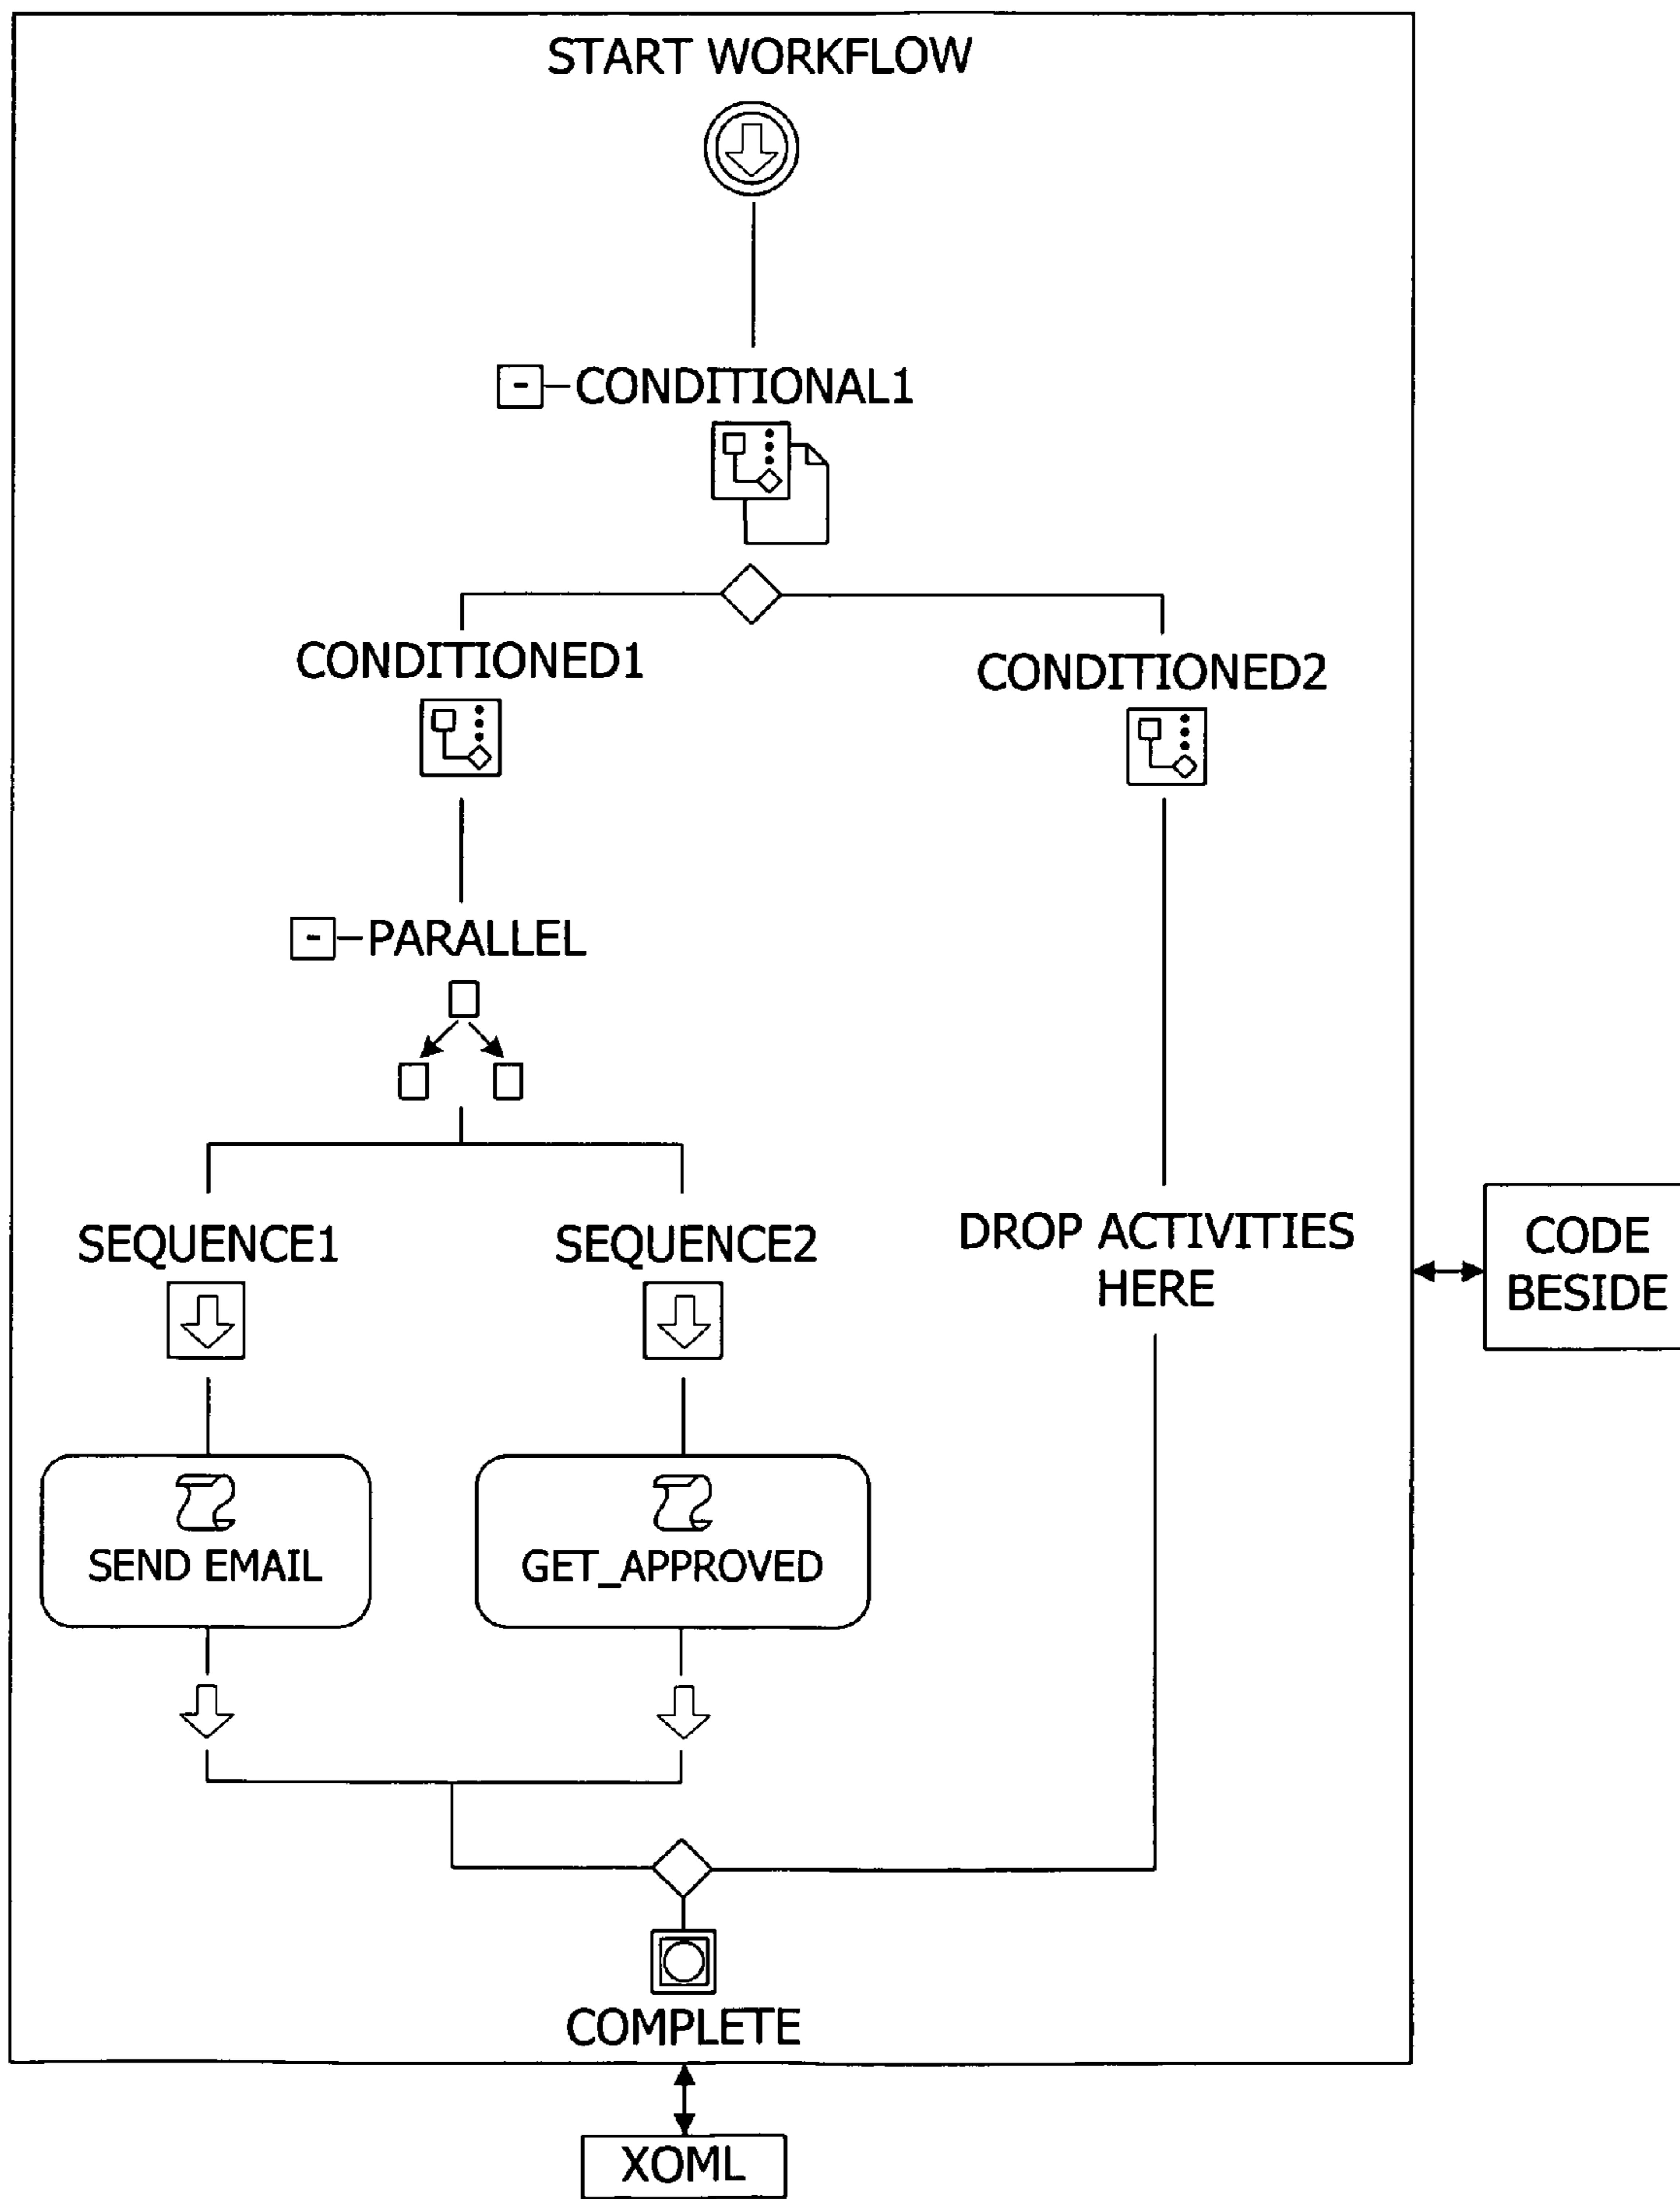 START WORKFLOW
CONDITIONAL1
CONDITIONED1
CONDITIONED2
PARALLEL
SEQUENCE1
SEQUENCE2
DROP ACTIVITIES
HERE
CODE
BESIDE
SEND EMAIL
GET_APPROVED
COMPLETE
XOML